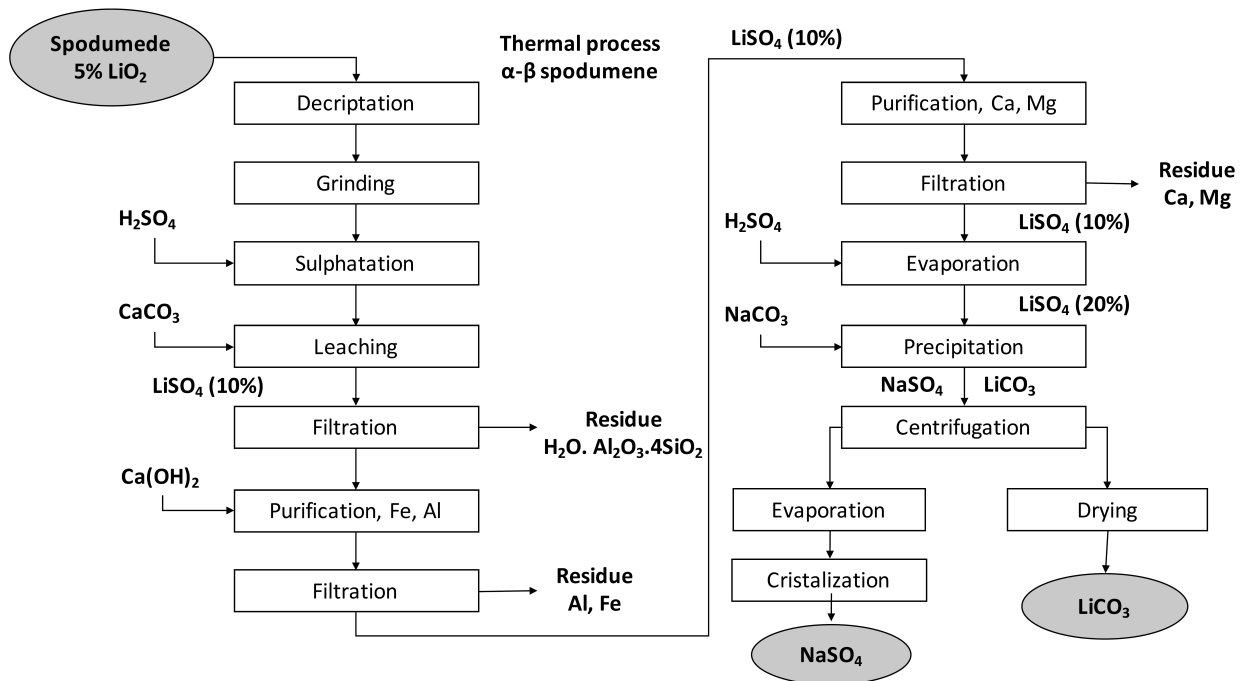 Spodumede
5% LiO₂
Thermal process
α-β spodumene
Decriptation
Grinding
H₂SO₄
Sulphatation
CaCO₃
Leaching
LiSO₄ (10%)
Filtration
Residue
H₂O. Al₂O₃.4SiO₂
Ca(OH)₂
Purification, Fe, Al
Filtration
Residue
Al, Fe
LiSO₄ (10%)
Purification, Ca, Mg
Filtration
Residue
Ca, Mg
LiSO₄ (10%)
H₂SO₄
Evaporation
LiSO₄ (20%)
NaCO₃
Precipitation
NaSO₄
LiCO₃
Centrifugation
Evaporation
Drying
Cristalization
LiCO₃
NaSO₄